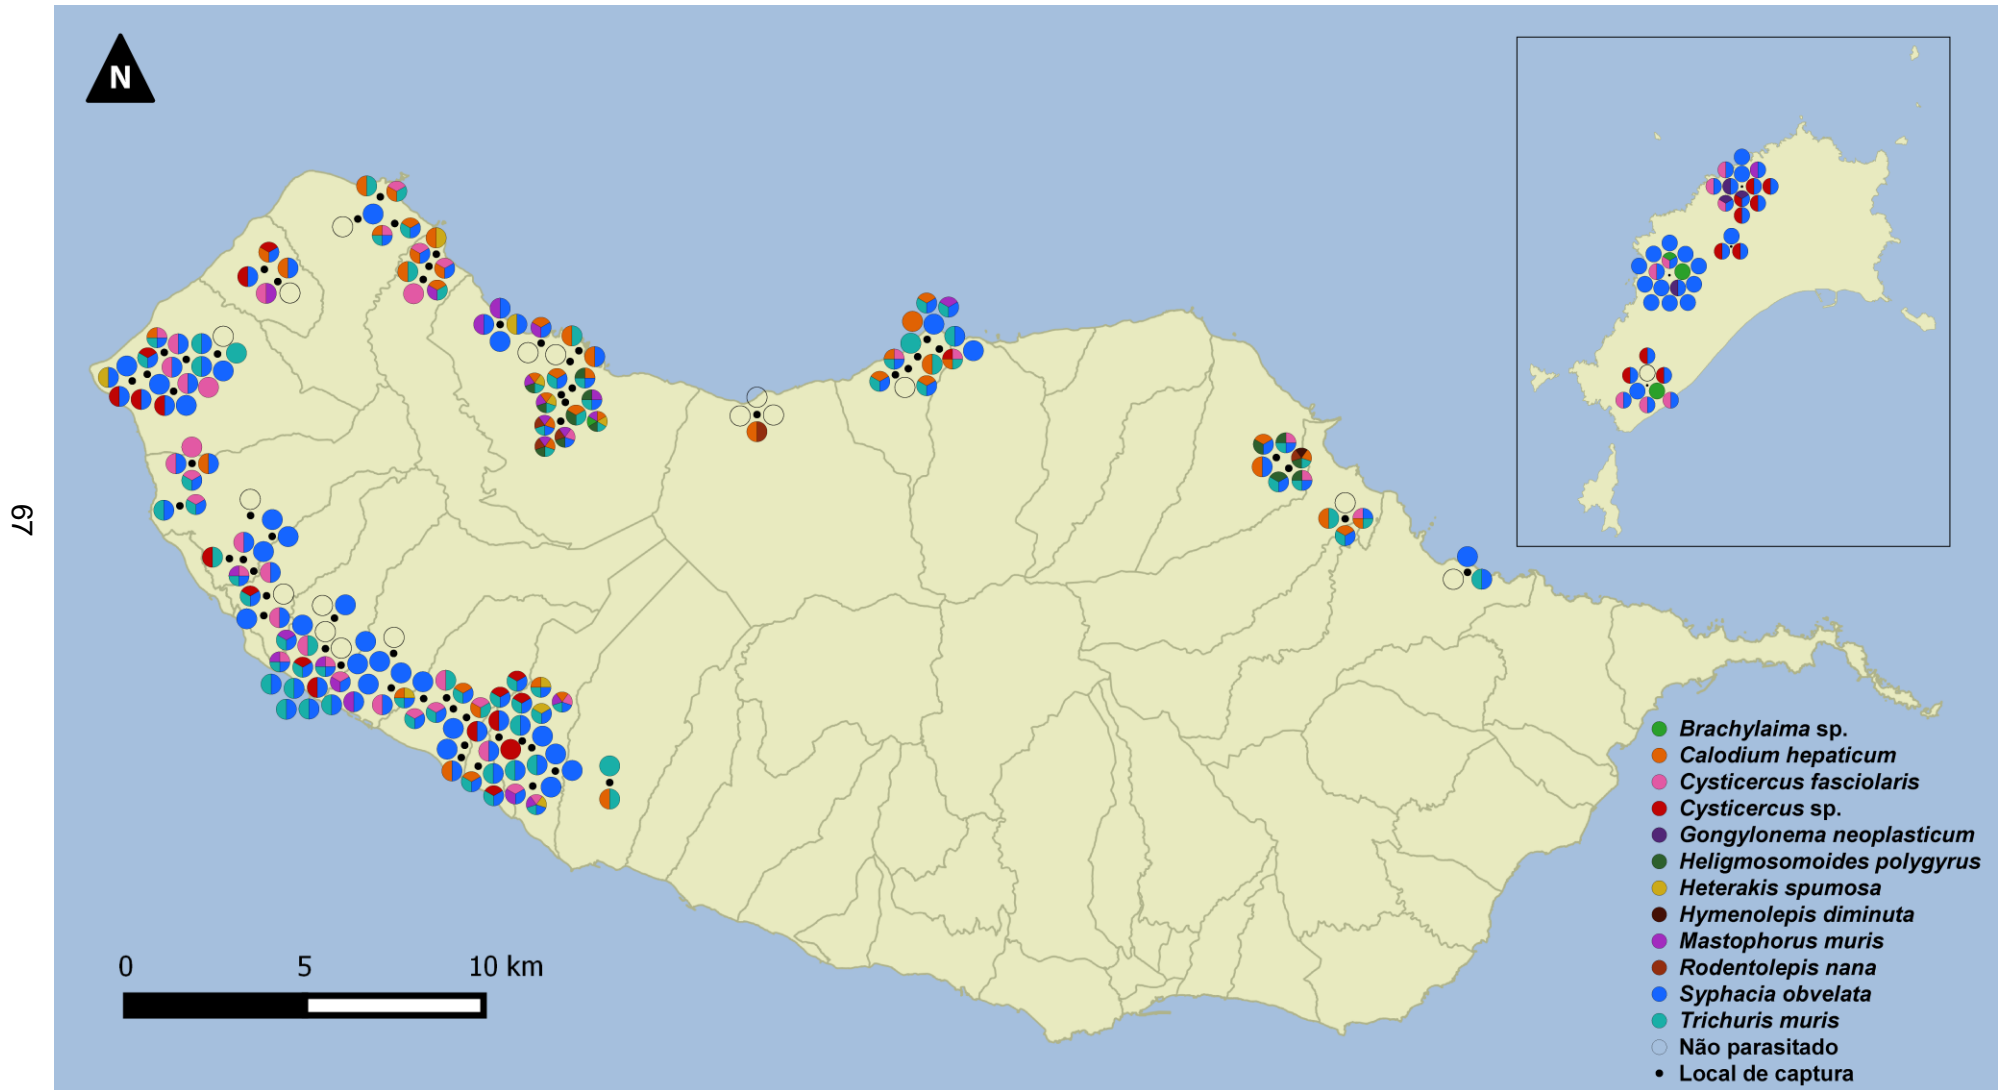 N
67
0 5 10 km
Brachylaima sp.
Calodium hepaticum
Cysticercus fasciolaris
Cysticercus sp.
Gongylonema neoplasticum
Heligmosomoides polygyrus
Heterakis spumosa
Hymenolepis diminuta
Mastophorus muris
Rodentolepis nana
Syphacia obvelata
Trichuris muris
Não parasitado
Local de captura